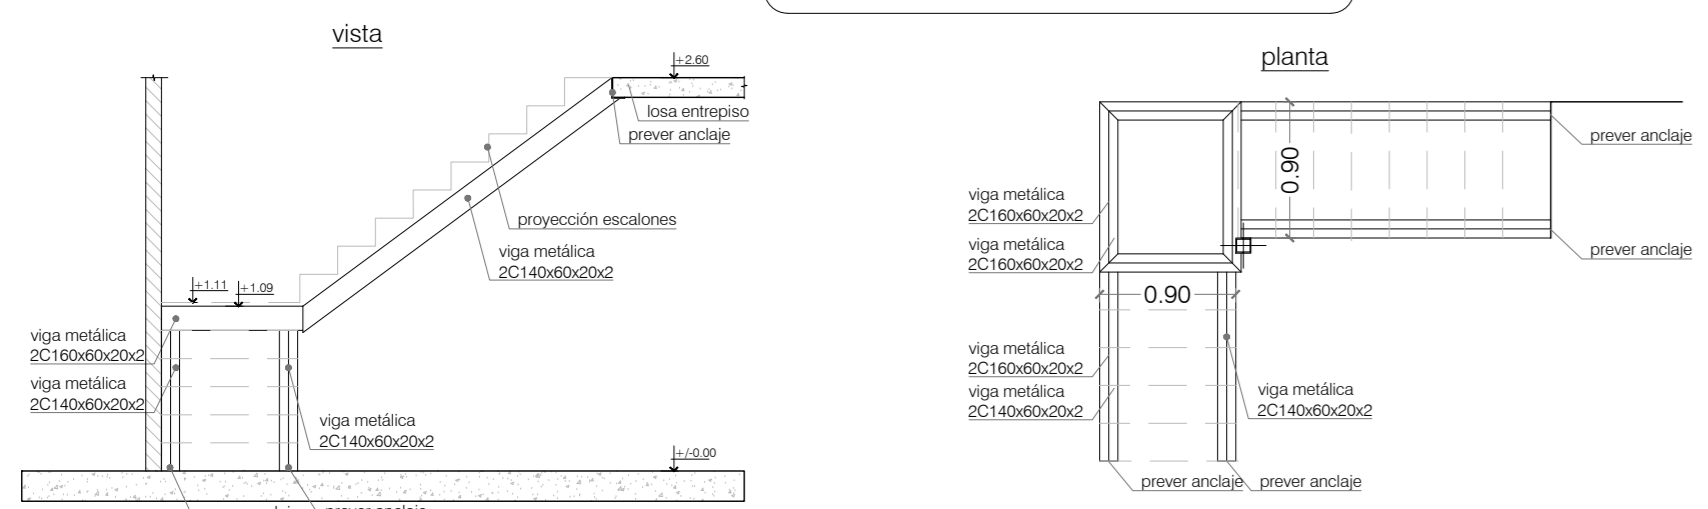 vista
+2.60
losa entrepiso
prever anclaje
proyección escalones
viga metálica
2C140x60x20x2
+1.11
+1.09
viga metálica
2C160x60x20x2
viga metálica
2C140x60x20x2
viga metálica
2C140x60x20x2
+/-0.00
prever anclaje
planta
prever anclaje
0.90
viga metálica
2C160x60x20x2
viga metálica
2C160x60x20x2
prever anclaje
0.90
viga metálica
2C160x60x20x2
viga metálica
2C140x60x20x2
viga metálica
2C140x60x20x2
prever anclaje
prever anclaje